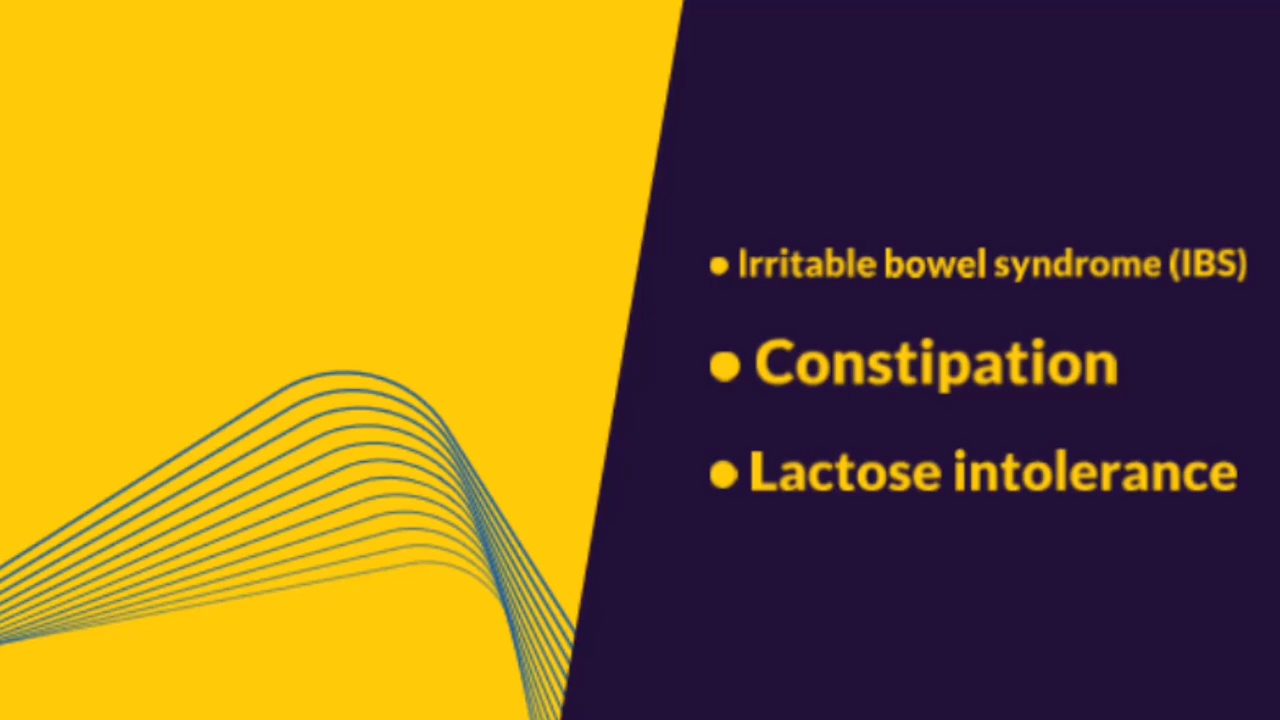 • Irritable bowel syndrome (IBS)
• Constipation
• Lactose intolerance